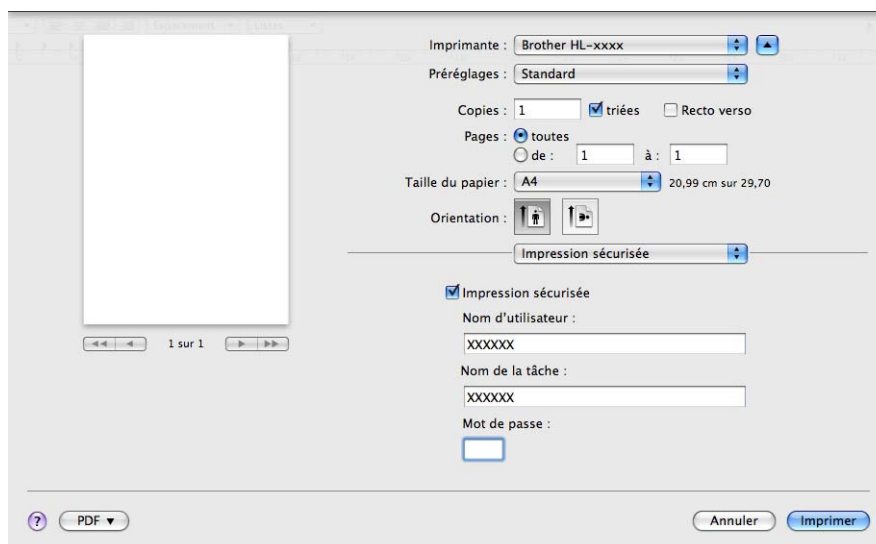 Imprimante : Brother HL-xxxx
Préréglages : Standard
Copies : 1 triées Recto verso
Pages : toutes
de : 1 à : 1
Taille du papier : A4 20,99 cm sur 29,70
Orientation :
Impression sécurisée
Impression sécurisée
Nom d'utilisateur :
XXXXXX
1 sur 1
Nom de la tâche :
XXXXXX
Mot de passe :
? PDF Annuler Imprimer